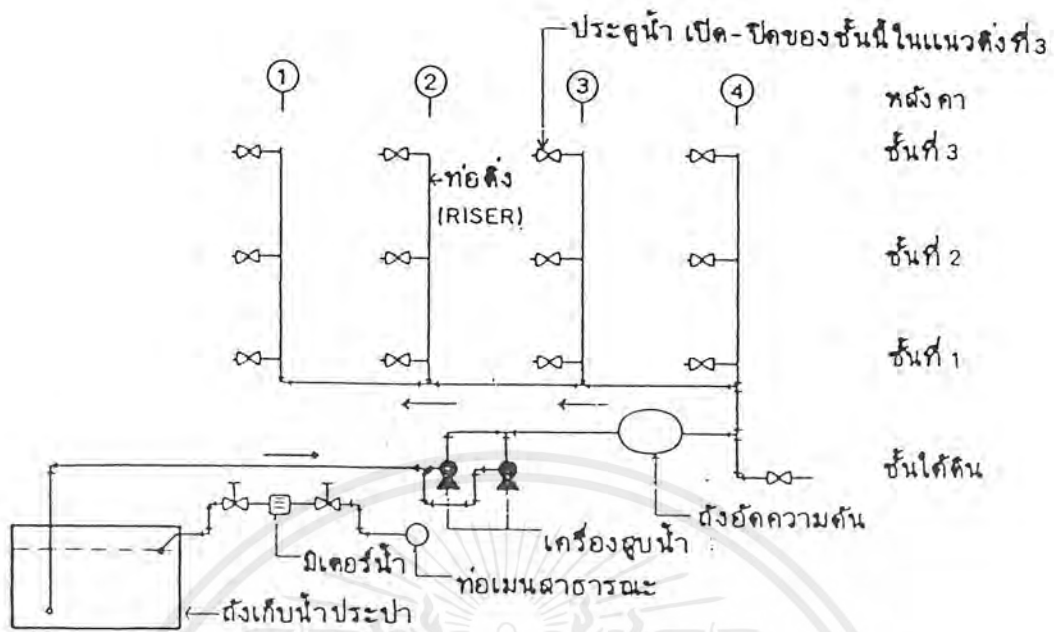 ประตูน้ำ เปิด-ปิดของชั้นนี้ในแนวดิ่งที่ 3
1
2
3
4
หลังคา
ชั้นที่ 3
ท่อดิ่ง
(RISER)
ชั้นที่ 2
ชั้นที่ 1
ชั้นใต้ดิน
ถังอัดความดัน
เครื่องสูบน้ำ
มิเตอร์น้ำ
ท่อเมนสาธารณะ
ถังเก็บน้ำประปา